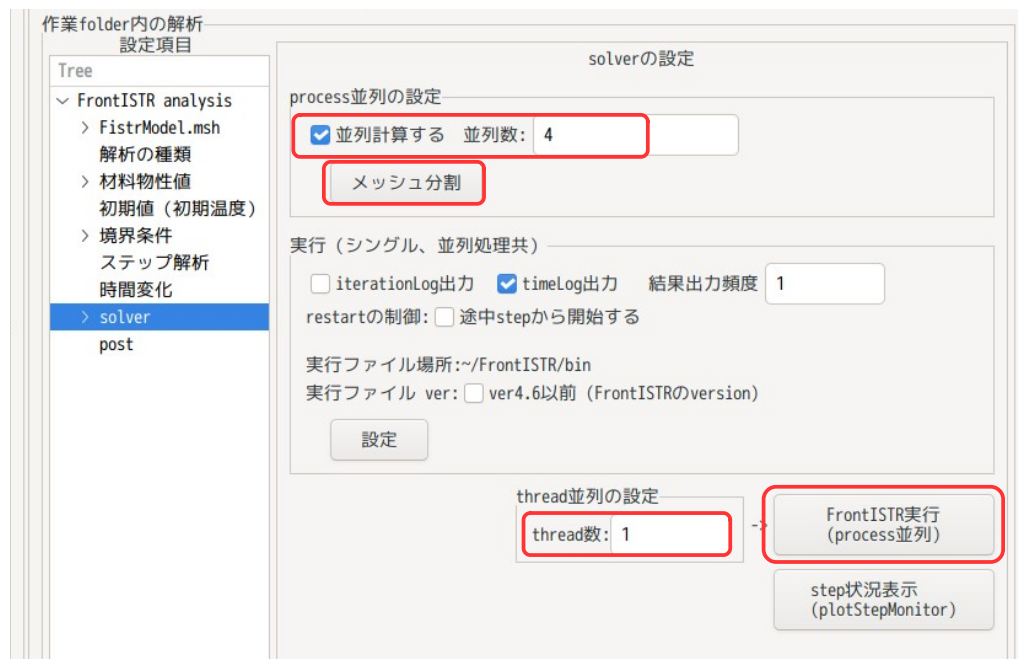 作業folder内の解析
設定項目
Tree
FrontISTR analysis
FistrModel.msh
解析の種類
材料物性値
初期値（初期温度）
境界条件
ステップ解析
時間変化
solver
post
solverの設定
process並列の設定
並列計算する 並列数: 4
メッシュ分割
実行（シングル、並列処理共）
iterationLog出力 timeLog出力 結果出力頻度 1
restartの制御: 途中stepから開始する
実行ファイル場所:~/FrontISTR/bin
実行ファイル ver: ver4.6以前（FrontISTRのversion）
設定
thread並列の設定
thread数: 1
->
FrontISTR実行
(process並列)
step状況表示
(plotStepMonitor)